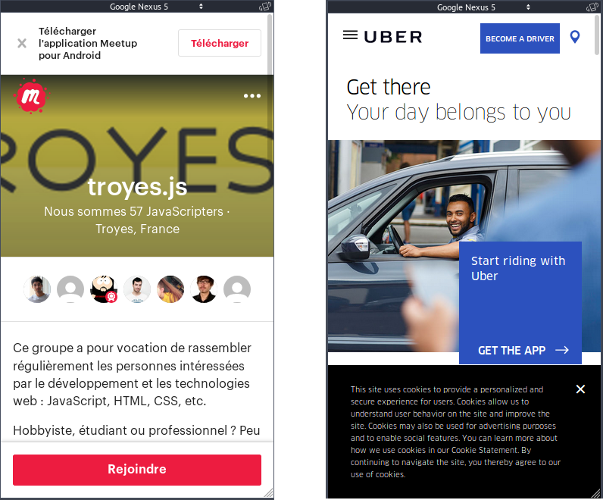 Google Nexus 5
Télécharger
l'application Meetup
pour Android
Télécharger
m
TROYES
troyes.js
Nous sommes 57 JavaScripters ·
Troyes, France
Ce groupe a pour vocation de rassembler
régulièrement les personnes intéressées
par le développement et les technologies
web : JavaScript, HTML, CSS, etc.
Hobbyiste, étudiant ou professionnel ? Peu
Rejoindre
Google Nexus 5
UBER
BECOME A DRIVER
Get there
Your day belongs to you
Start riding with
Uber
GET THE APP
This site uses cookies to provide a personalized and
secure experience for users. Cookies allow us to
understand user behavior on the site and improve the
site. Cookies may also be used for advertising purposes
and to enable social features. You can learn more about
how we use cookies in our Cookie Statement. By
continuing to navigate the site, you thereby agree to our
use of cookies.